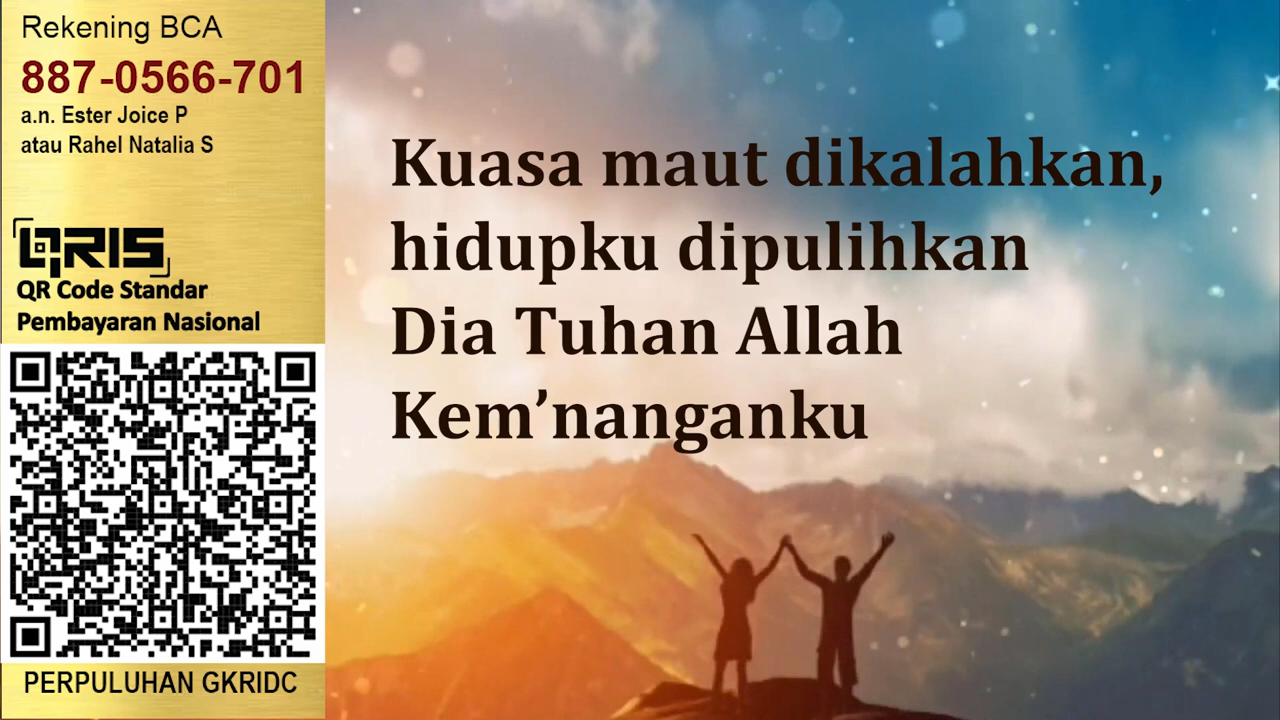 Rekening BCA
887-0566-701
a.n. Ester Joice P
atau Rahel Natalia S
QRIS
QR Code Standar
Pembayaran Nasional
PERPULUHAN GKRIDC
Kuasa maut dikalahkan,
hidupku dipulihkan
Dia Tuhan Allah
Kem’nanganku